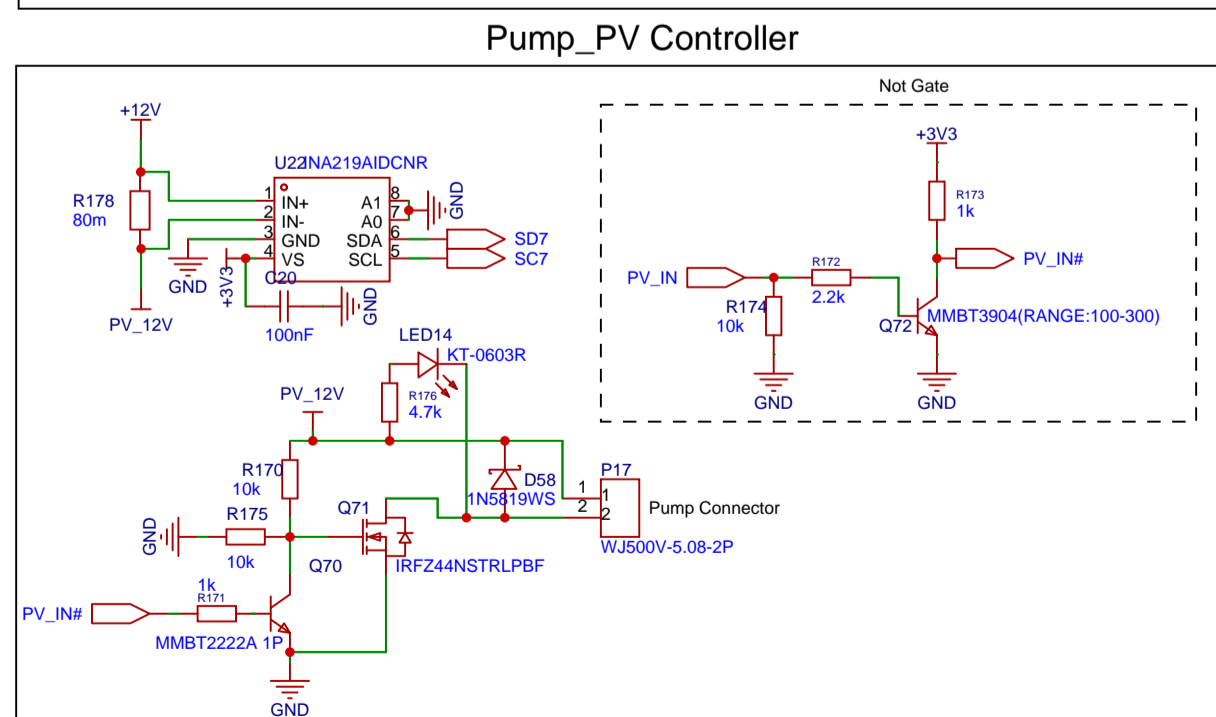 Pump_PV Controller
+12V
R178
80m
PV_12V
U22
INA219AIDCNR
1
IN+
2
IN-
3
GND
4
VS
A1
8
A0
7
SDA
6
SCL
5
GND
SD7
SC7
GND
+3V3
C20
100nF
GND
Not Gate
+3V3
R173
1k
PV_IN#
PV_IN
R172
2.2k
R174
10k
Q72
MMBT3904(RANGE:100-300)
GND
GND
LED14
KT-0603R
R176
4.7k
PV_12V
R170
10k
R175
10k
GND
Q71
IRFZ44NSTRLPBF
D58
1N5819WS
P17
1
1
2
2
Pump Connector
WJ500V-5.08-2P
Q70
1k
R171
PV_IN#
MMBT2222A 1P
GND